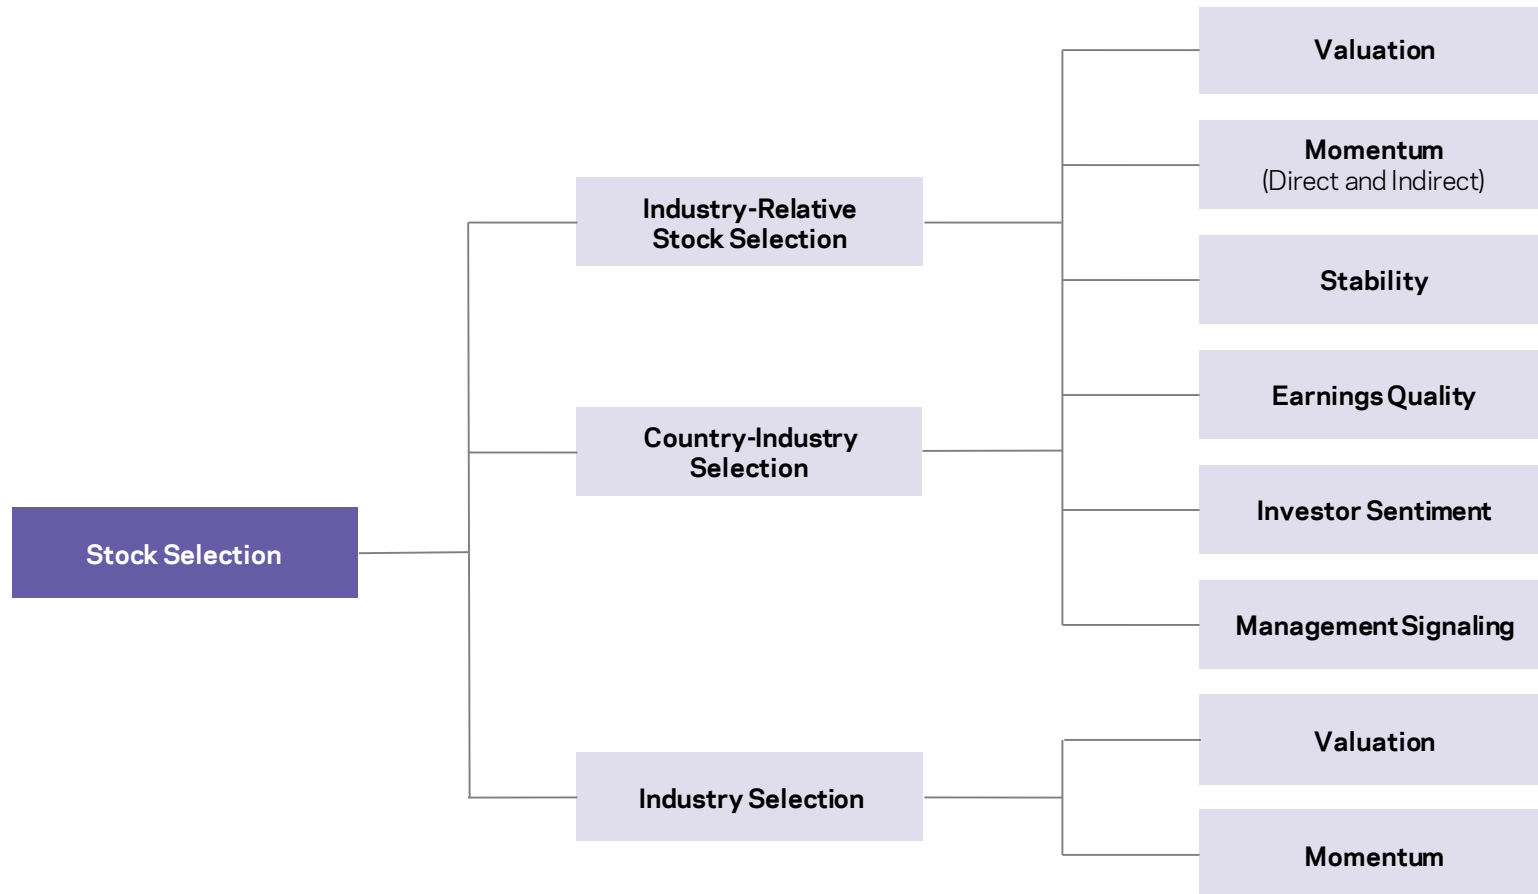 Valuation
Momentum
(Direct and Indirect)
Industry-Relative
Stock Selection
Stability
Earnings Quality
Country-Industry
Selection
Investor Sentiment
Stock Selection
Management Signaling
Valuation
Industry Selection
Momentum